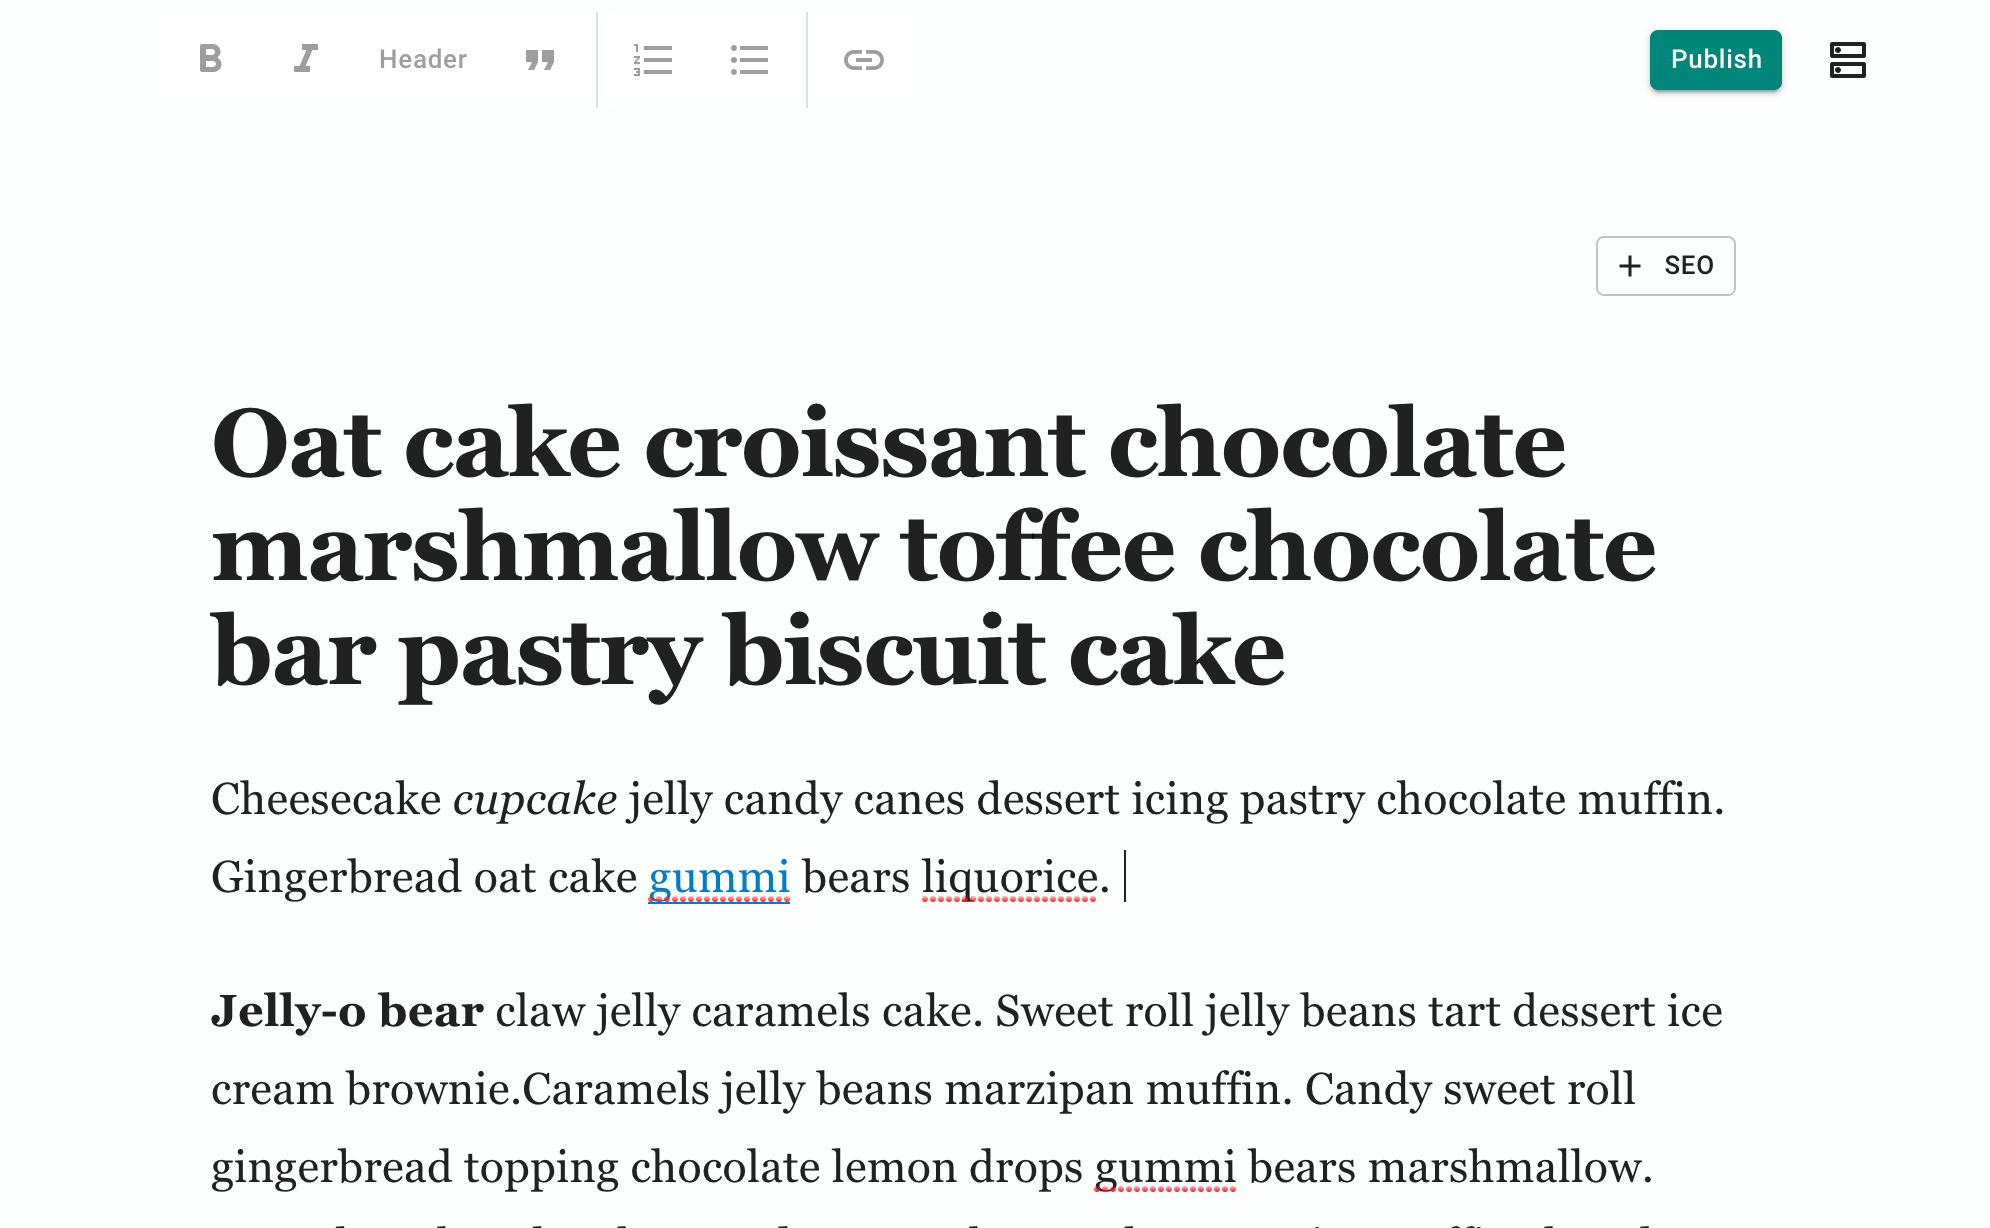 B I Header
Publish
+ SEO
Oat cake croissant chocolate
marshmallow toffee chocolate
bar pastry biscuit cake
Cheesecake cupcake jelly candy canes dessert icing pastry chocolate muffin.
Gingerbread oat cake gummi bears liquorice.
Jelly-o bear claw jelly caramels cake. Sweet roll jelly beans tart dessert ice
cream brownie.Caramels jelly beans marzipan muffin. Candy sweet roll
gingerbread topping chocolate lemon drops gummi bears marshmallow.